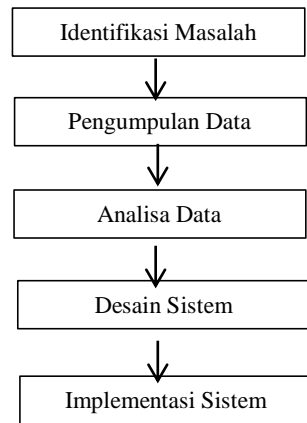 Identifikasi Masalah
Pengumpulan Data
Analisa Data
Desain Sistem
Implementasi Sistem